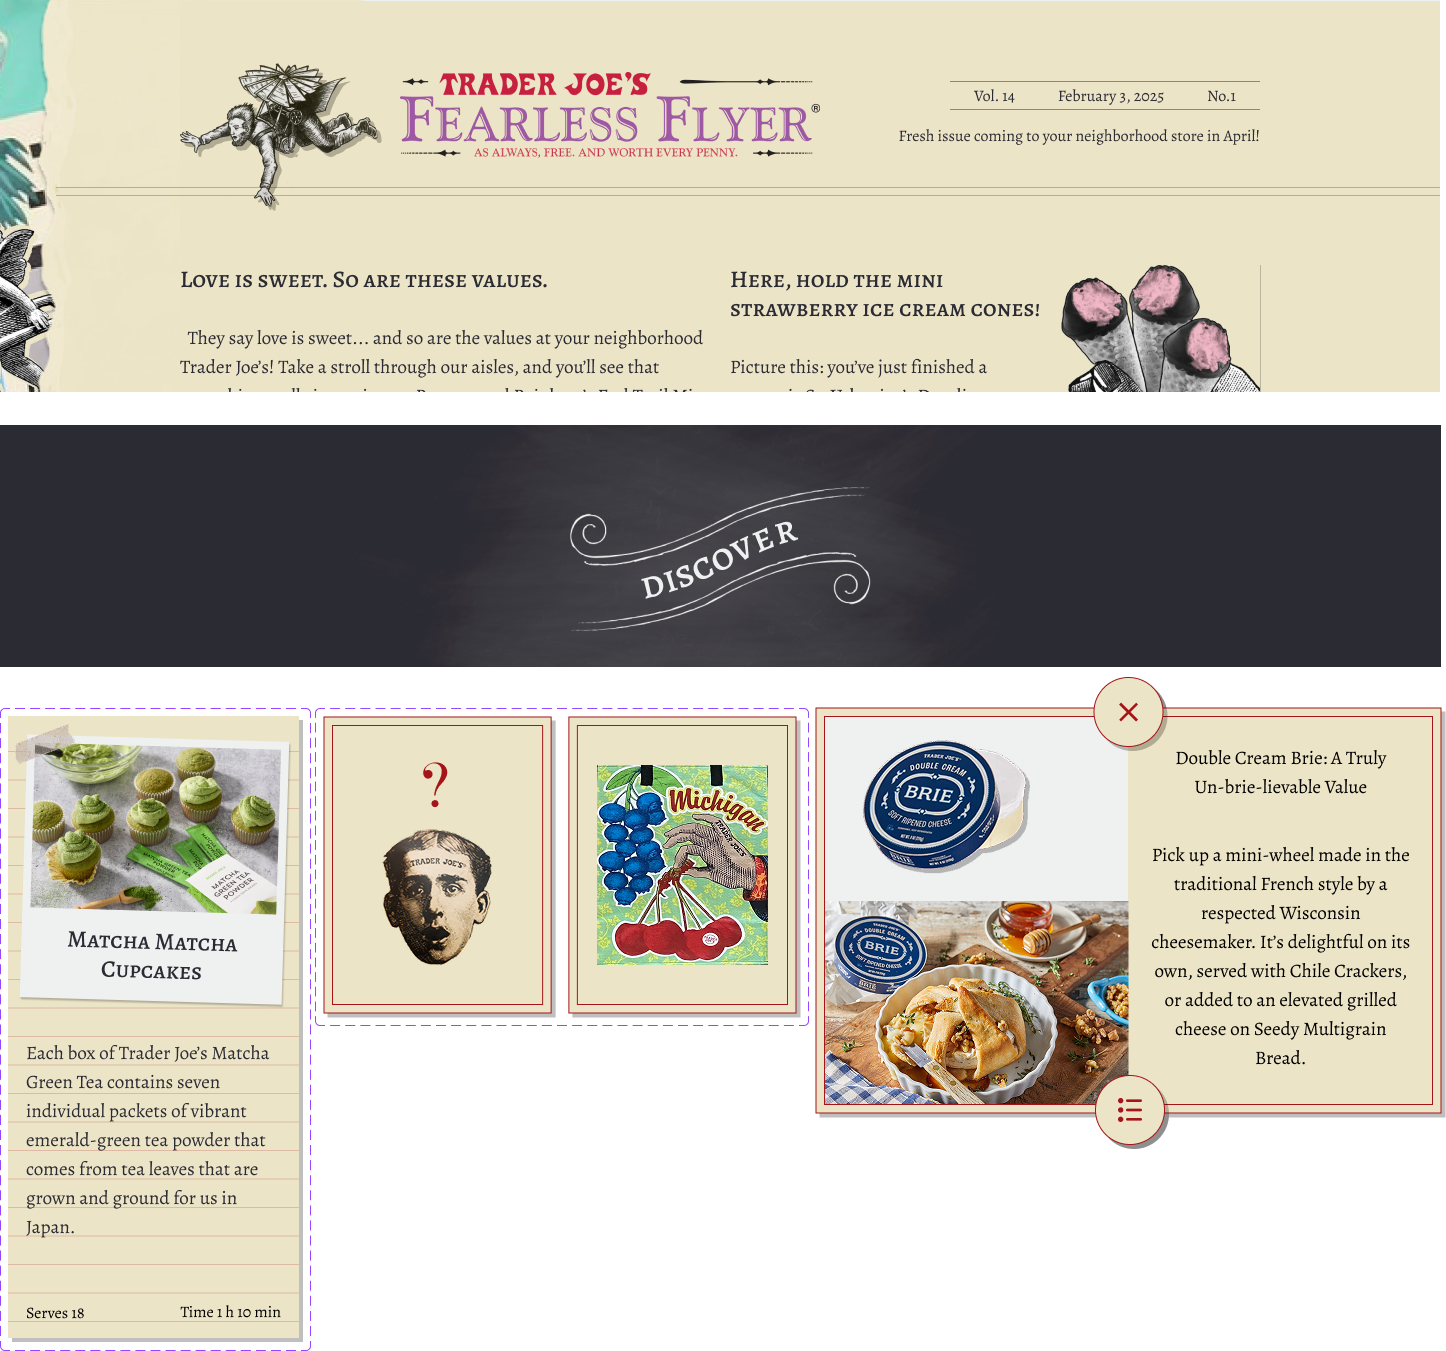 TRADER JOE'S
FEARLESS FLYER®
AS ALWAYS, FREE. AND WORTH EVERY PENNY.
Vol. 14 February 3, 2025 No.1
Fresh issue coming to your neighborhood store in April!
Love is sweet. So are these values.
They say love is sweet... and so are the values at your neighborhood
Trader Joe's! Take a stroll through our aisles, and you'll see that
Here, hold the mini
strawberry ice cream cones!
Picture this: you've just finished a
DISCOVER
MATCHA
GREEN TEA
POWDER
Matcha Matcha
Cupcakes
Each box of Trader Joe's Matcha
Green Tea contains seven
individual packets of vibrant
emerald-green tea powder that
comes from tea leaves that are
grown and ground for us in
Japan.
Serves 18 Time 1 h 10 min
?
TRADER JOE'S
Michigan
TRADER JOE'S
TRADER JOE'S
DOUBLE CREAM
BRIE
SOFT RIPENED CHEESE
BRIE
DOUBLE CREAM
BRIE
SOFT RIPENED CHEESE
Double Cream Brie: A Truly
Un-brie-lievable Value
Pick up a mini-wheel made in the
traditional French style by a
respected Wisconsin
cheesemaker. It's delightful on its
own, served with Chile Crackers,
or added to an elevated grilled
cheese on Seedy Multigrain
Bread.